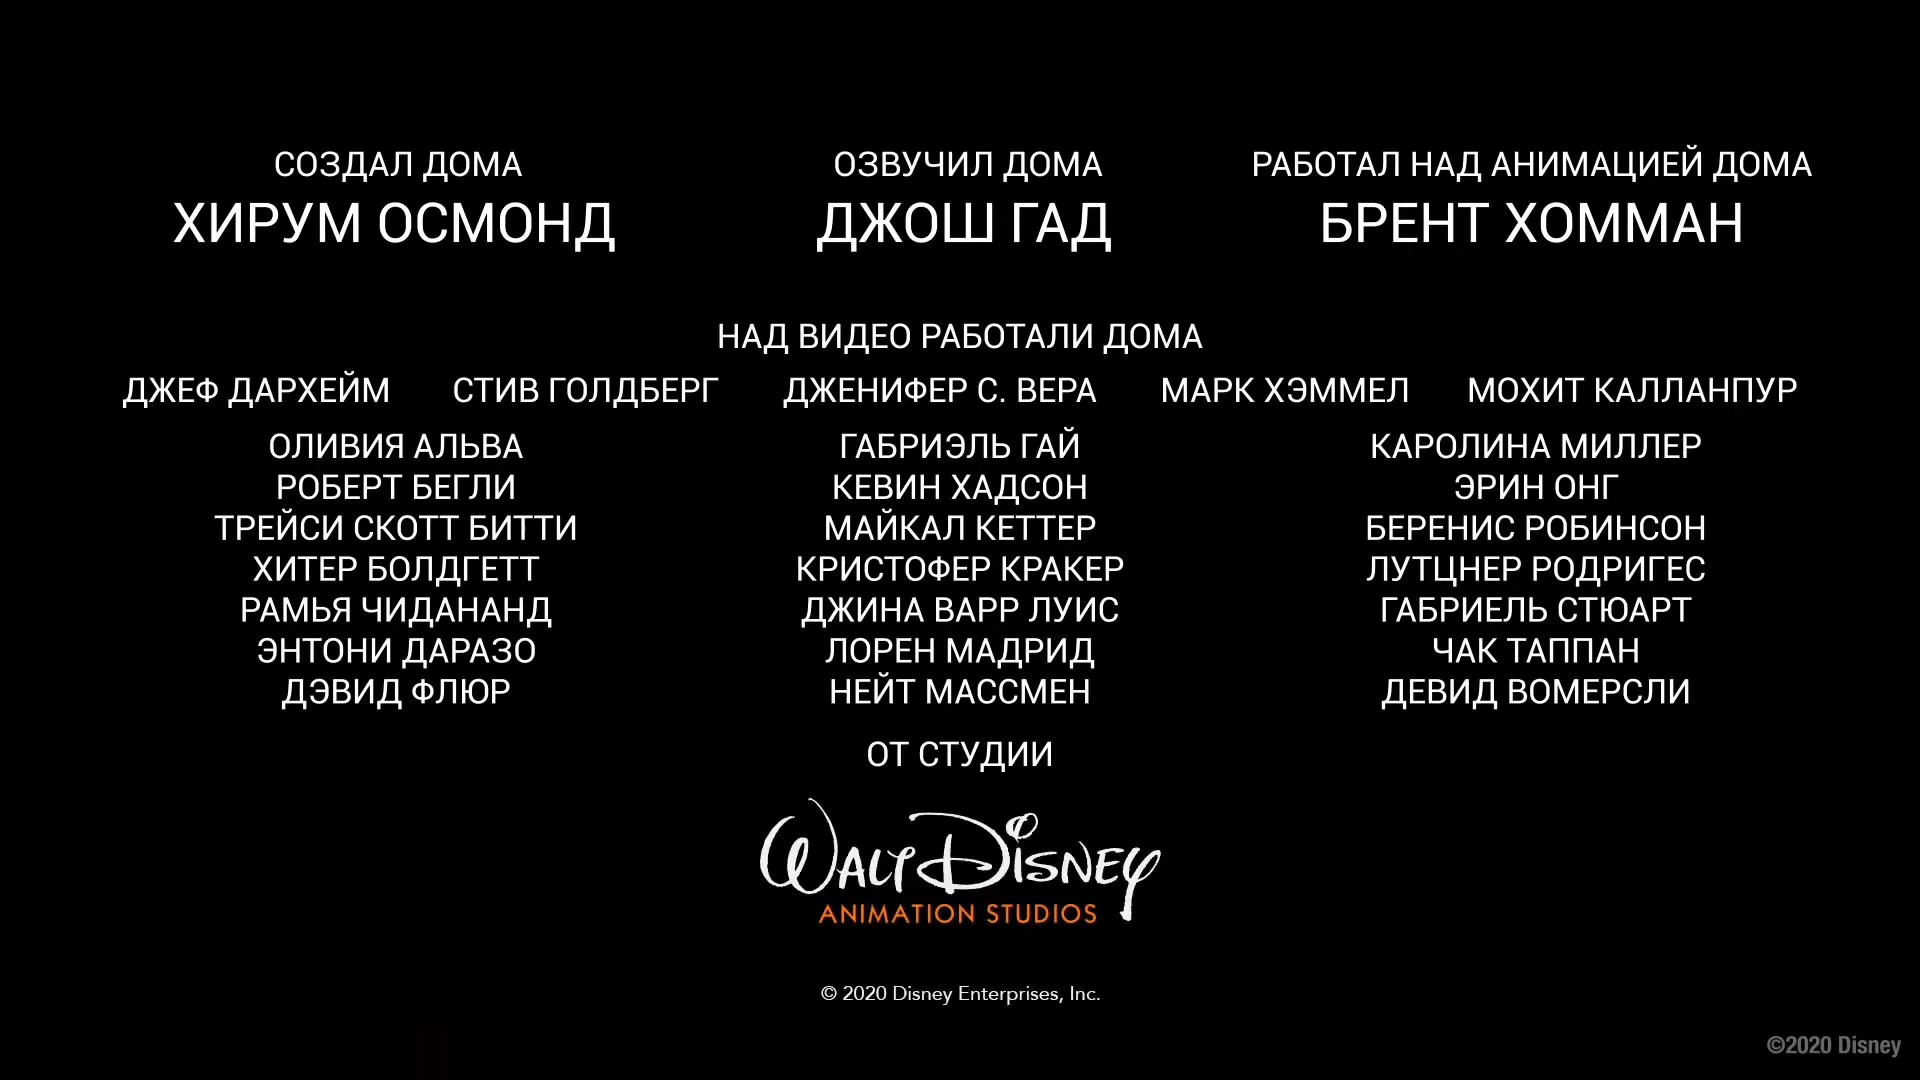 СОЗДАЛ ДОМА ОЗВУЧИЛ ДОМА РАБОТАЛ НАД АНИМАЦИЕЙ ДОМА
ХИРУМ ОСМОНД ДЖОШ ГАД БРЕНТ ХОММАН
НАД ВИДЕО РАБОТАЛИ ДОМА
ДЖЕФ ДАРХЕЙМ СТИВ ГОЛДБЕРГ ДЖЕНИФЕР С. ВЕРА МАРК ХЭММЕЛ МОХИТ КАЛЛАНПУР
ОЛИВИЯ АЛЬВА ГАБРИЭЛЬ ГАЙ КАРОЛИНА МИЛЛЕР
РОБЕРТ БЕГЛИ КЕВИН ХАДСОН ЭРИН ОНГ
ТРЕЙСИ СКОТТ БИТТИ МАЙКАЛ КЕТТЕР БЕРЕНИС РОБИНСОН
ХИТЕР БОЛДГЕТТ КРИСТОФЕР КРАКЕР ЛУТЦНЕР РОДРИГЕС
РАМЬЯ ЧИДАНАНД ДЖИНА ВАРР ЛУИС ГАБРИЕЛЬ СТЮАРТ
ЭНТОНИ ДАРАЗО ЛОРЕН МАДРИД ЧАК ТАППАН
ДЭВИД ФЛЮР НЕЙТ МАССМЕН ДЕВИД ВОМЕРСЛИ
ОТ СТУДИИ
WALT DISNEY
ANIMATION STUDIOS
© 2020 Disney Enterprises, Inc.
©2020 Disney